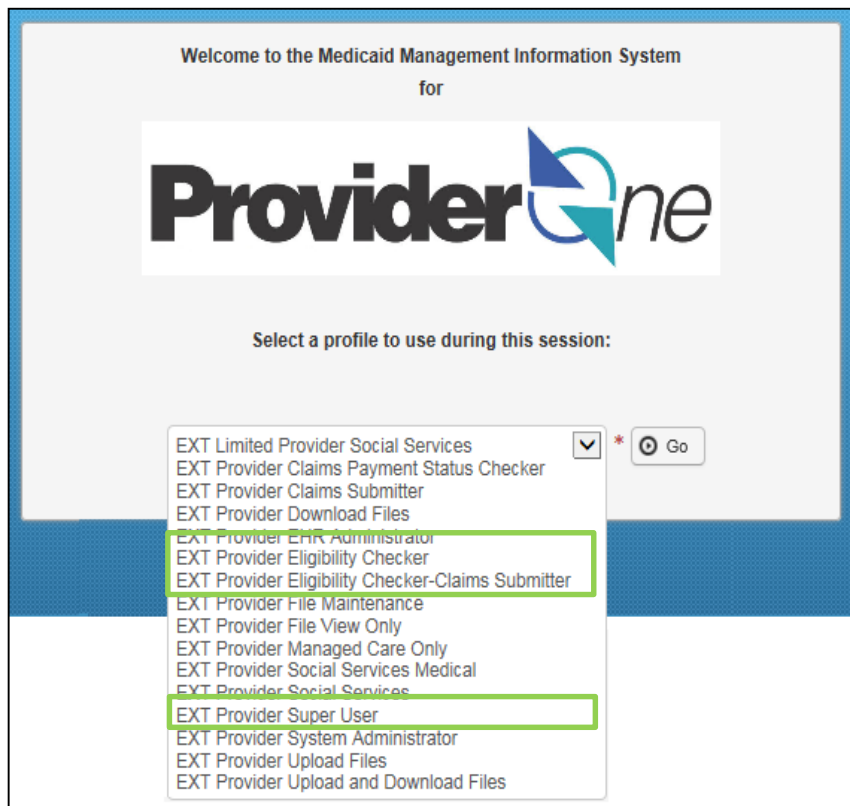 Welcome to the Medicaid Management Information System
for
ProviderOne
Select a profile to use during this session:
EXT Limited Provider Social Services * Go
EXT Provider Claims Payment Status Checker
EXT Provider Claims Submitter
EXT Provider Download Files
EXT Provider EHR Administrator
EXT Provider Eligibility Checker
EXT Provider Eligibility Checker-Claims Submitter
EXT Provider File Maintenance
EXT Provider File View Only
EXT Provider Managed Care Only
EXT Provider Social Services Medical
EXT Provider Social Services
EXT Provider Super User
EXT Provider System Administrator
EXT Provider Upload Files
EXT Provider Upload and Download Files